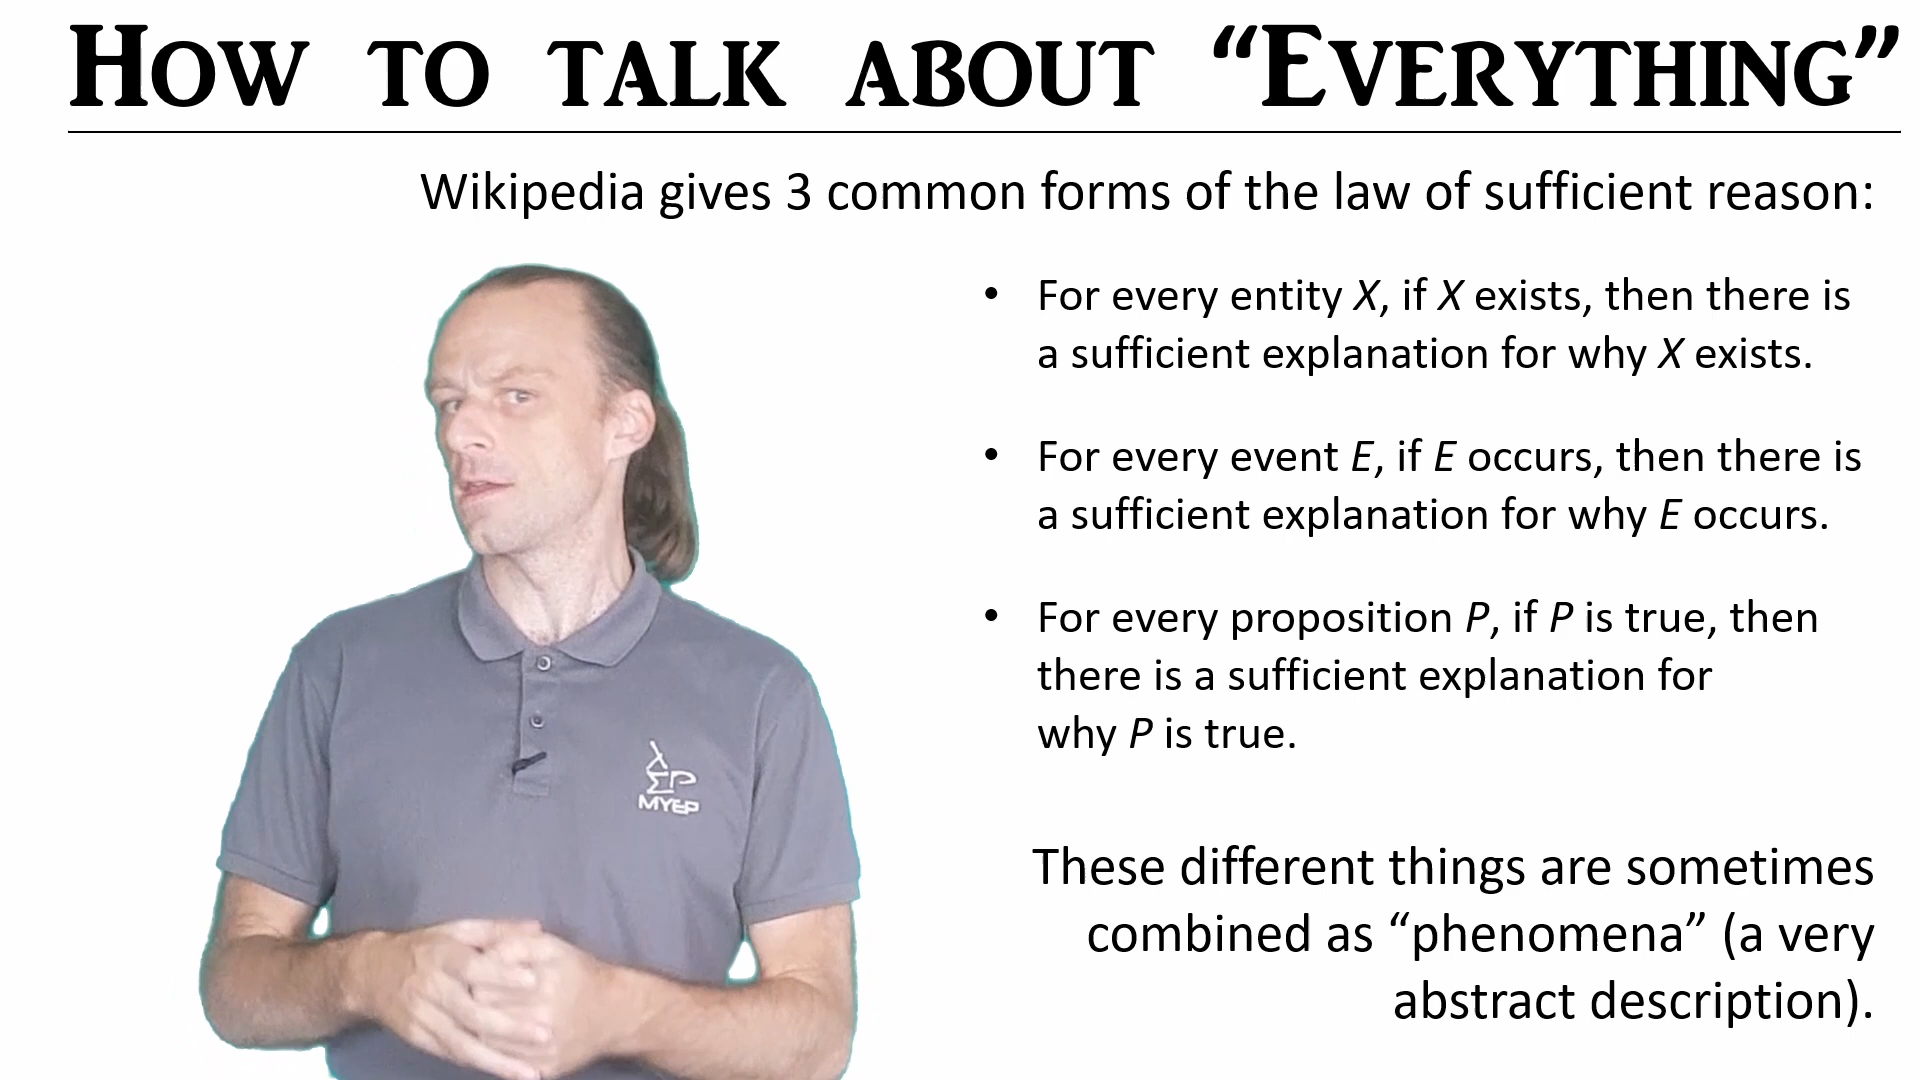 How to talk about “Everything”
Wikipedia gives 3 common forms of the law of sufficient reason:
• For every entity X, if X exists, then there is
a sufficient explanation for why X exists.
• For every event E, if E occurs, then there is
a sufficient explanation for why E occurs.
• For every proposition P, if P is true, then
there is a sufficient explanation for
why P is true.
These different things are sometimes
combined as “phenomena” (a very
abstract description).
MYEP